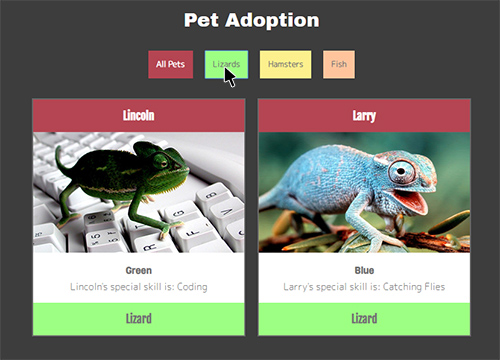 Pet Adoption
All Pets Lizards Hamsters Fish
Lincoln
Green
Lincoln's special skill is: Coding
Lizard
Larry
Blue
Larry's special skill is: Catching Flies
Lizard